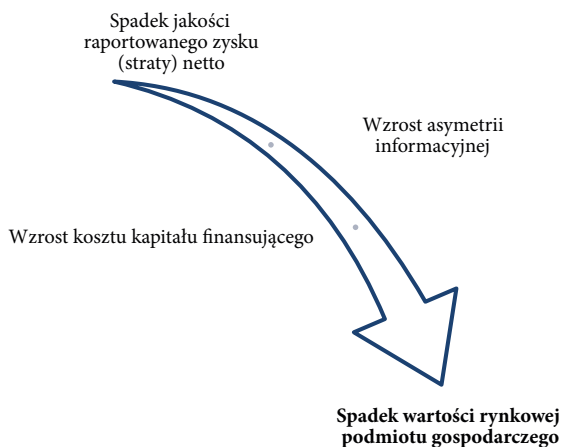 Spadek jakości
raportowanego zysku
(straty) netto
Wzrost asymetrii
informacyjnej
Wzrost kosztu kapitału finansującego
Spadek wartości rynkowej
podmiotu gospodarczego